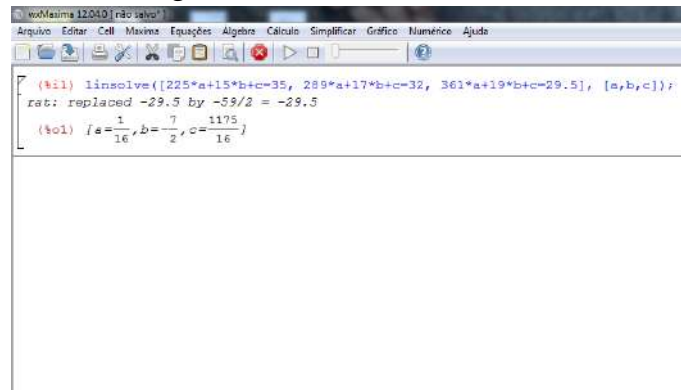 wxMaxima 12.04.0 [ não salvo* ]
Arquivo Editar Cell Maxima Equações Algebra Cálculo Simplificar Gráfico Numérico Ajuda
(%i1) linsolve([225*a+15*b+c=35, 289*a+17*b+c=32, 361*a+19*b+c=29.5], [a,b,c]);
rat: replaced -29.5 by -59/2 = -29.5
(%o1) [a=1/16, b=-7/2, c=1175/16]